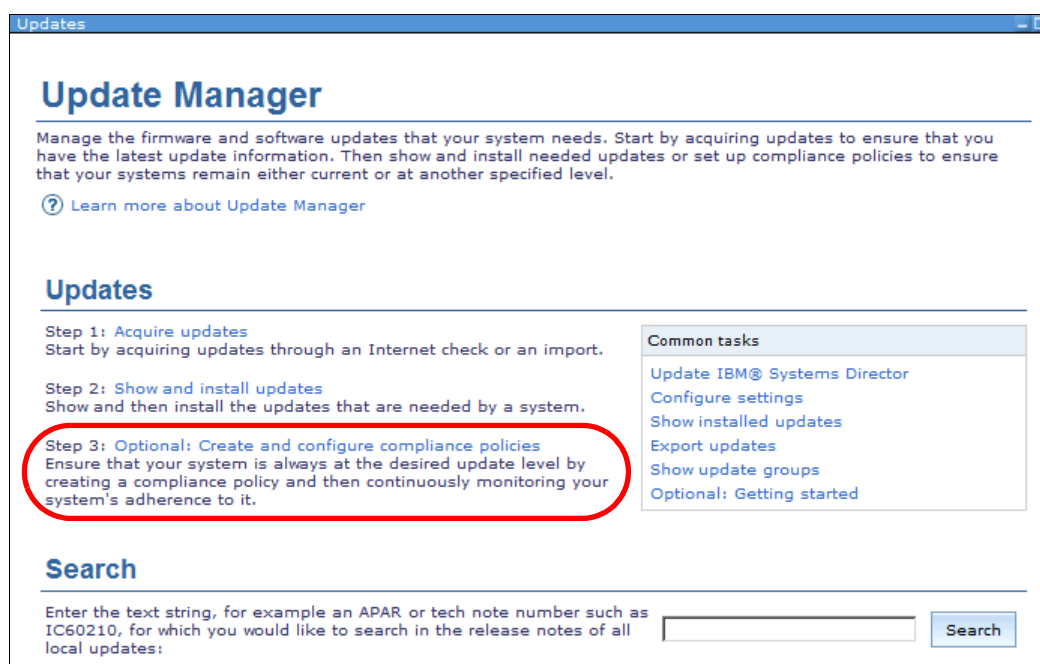 Updates
Update Manager
Manage the firmware and software updates that your system needs. Start by acquiring updates to ensure that you
have the latest update information. Then show and install needed updates or set up compliance policies to ensure
that your systems remain either current or at another specified level.
? Learn more about Update Manager
Updates
Step 1: Acquire updates
Start by acquiring updates through an Internet check or an import.
Step 2: Show and install updates
Show and then install the updates that are needed by a system.
Step 3: Optional: Create and configure compliance policies
Ensure that your system is always at the desired update level by
creating a compliance policy and then continuously monitoring your
system's adherence to it.
Common tasks
Update IBM® Systems Director
Configure settings
Show installed updates
Export updates
Show update groups
Optional: Getting started
Search
Enter the text string, for example an APAR or tech note number such as
IC60210, for which you would like to search in the release notes of all
local updates:
Search